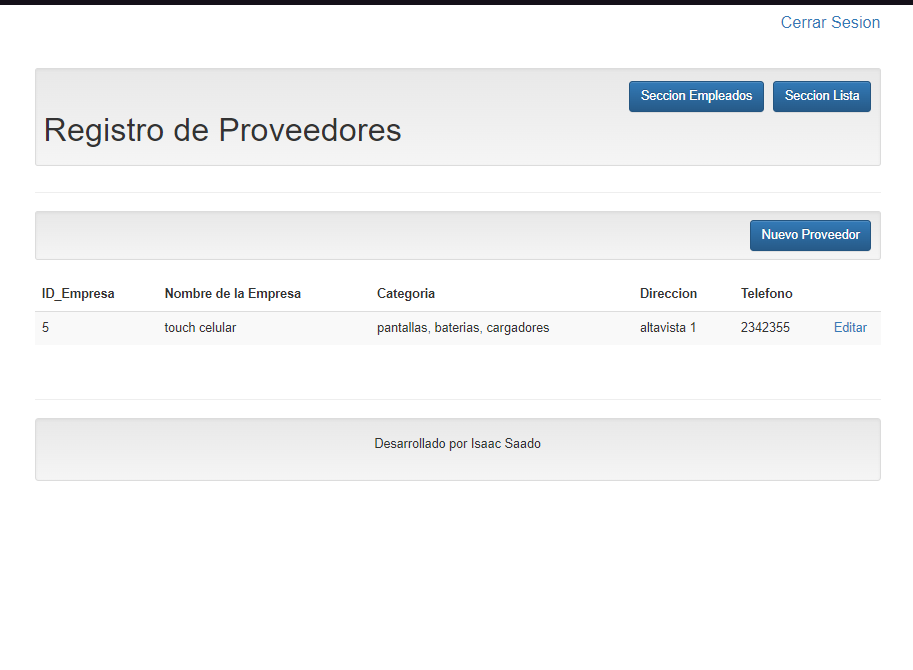 Cerrar Sesion
Seccion Empleados Seccion Lista
Registro de Proveedores
Nuevo Proveedor
ID_Empresa Nombre de la Empresa Categoria Direccion Telefono
5 touch celular pantallas, baterias, cargadores altavista 1 2342355 Editar
Desarrollado por Isaac Saado